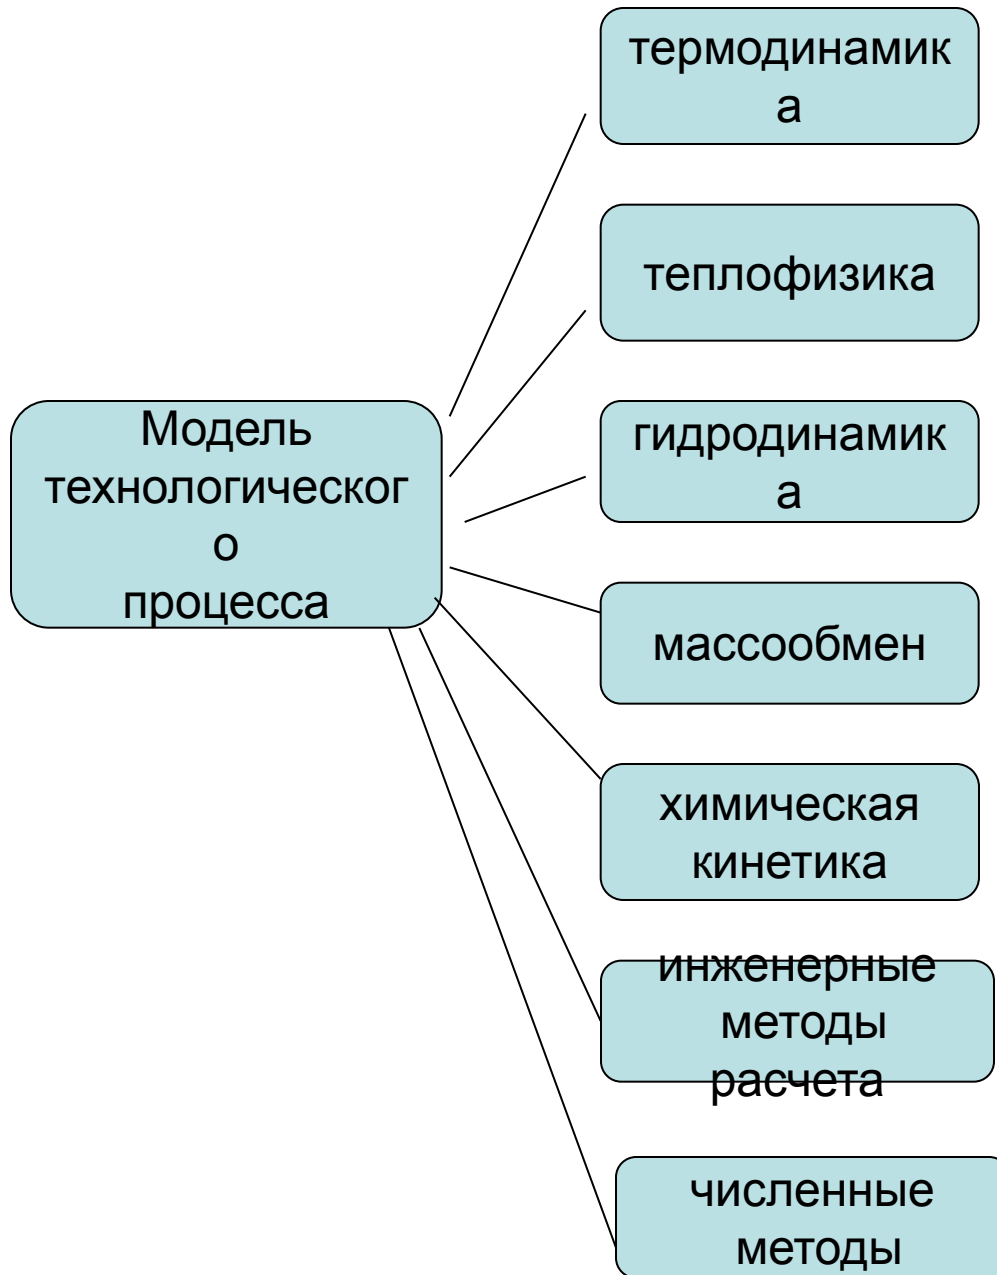 термодинамик
а
теплофизика
Модель
технологическог
о
процесса
гидродинамик
а
массообмен
химическая
кинетика
инженерные
методы
расчета
численные
методы